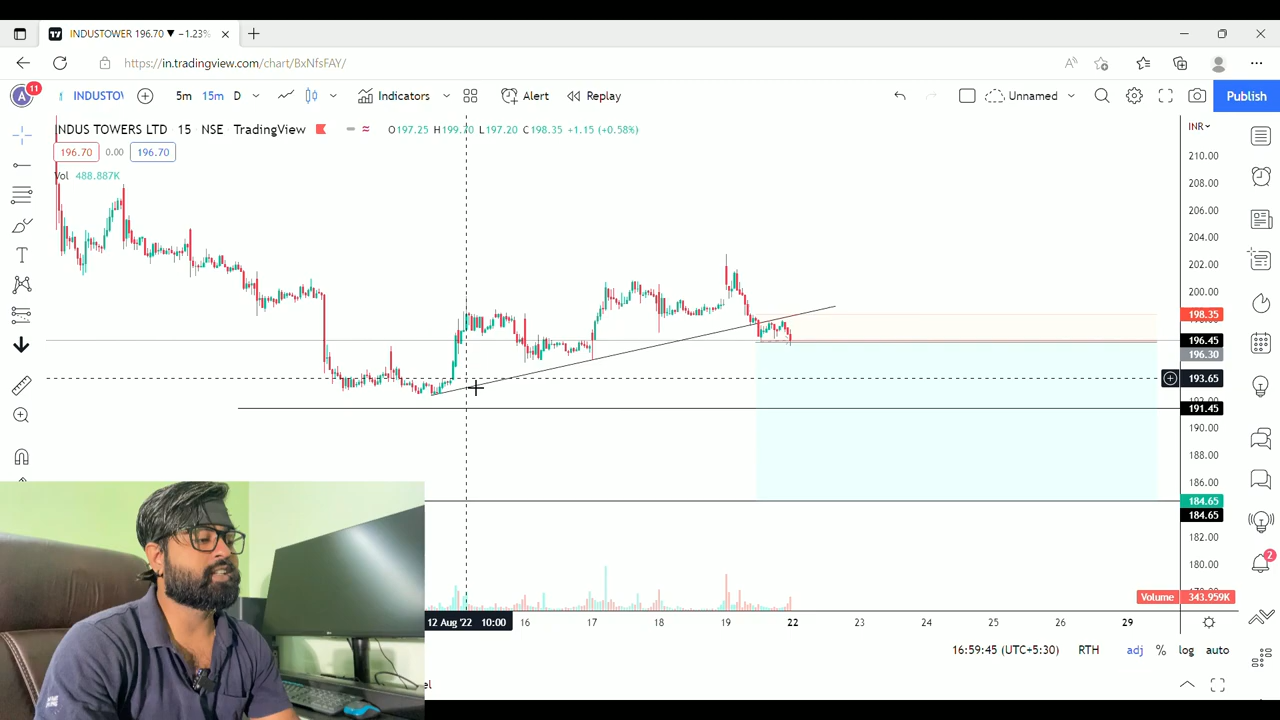 INDUSTOWER 196.70 ▼ −1.23%
https://in.tradingview.com/chart/BxNfsFAY/
A 11 INDUSTOW 5m 15m D Indicators Alert Replay Unnamed Publish
INDUS TOWERS LTD 15 NSE TradingView O197.25 H199.70 L197.20 C198.35 +1.15 (+0.58%)
INR
196.70 0.00 196.70
Vol 488.887K
210.00
208.00
206.00
204.00
202.00
200.00
198.35
196.45
196.30
193.65
191.45
190.00
188.00
186.00
184.65
184.65
182.00
180.00
Volume 343.959K
2
12 Aug '22 10:00 16 17 18 19 22 23 24 25 26 29
16:59:45 (UTC+5:30) RTH adj % log auto